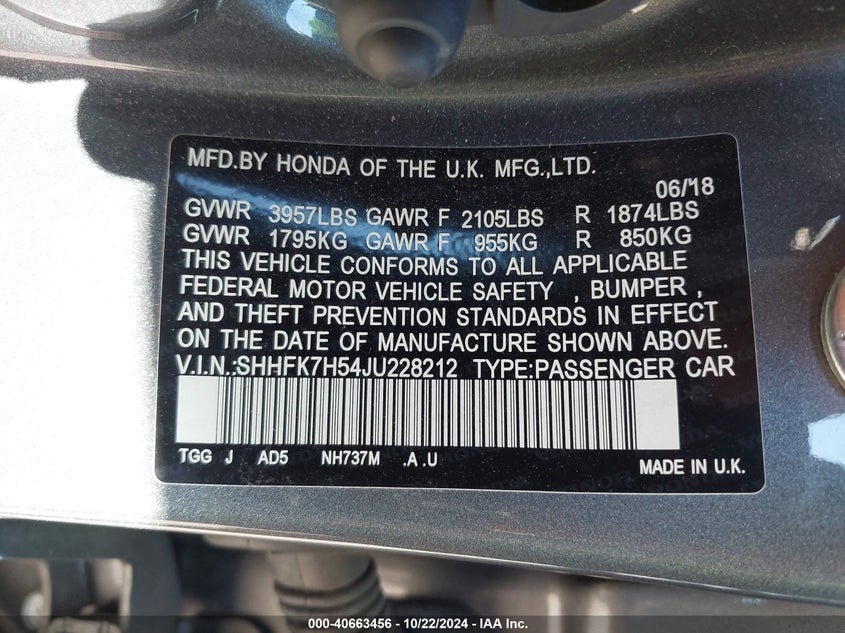 MFD.BY HONDA OF THE U.K. MFG.,LTD.
06/18
GVWR 3957LBS GAWR F 2105LBS R 1874LBS
GVWR 1795KG GAWR F 955KG R 850KG
THIS VEHICLE CONFORMS TO ALL APPLICABLE
FEDERAL MOTOR VEHICLE SAFETY , BUMPER ,
AND THEFT PREVENTION STANDARDS IN EFFECT
ON THE DATE OF MANUFACTURE SHOWN ABOVE.
V.I.N.:SHHFK7H54JU228212 TYPE:PASSENGER CAR
TGG J AD5 NH737M .A .U
MADE IN U.K.
000-40663456 - 10/22/2024 - IAA Inc.